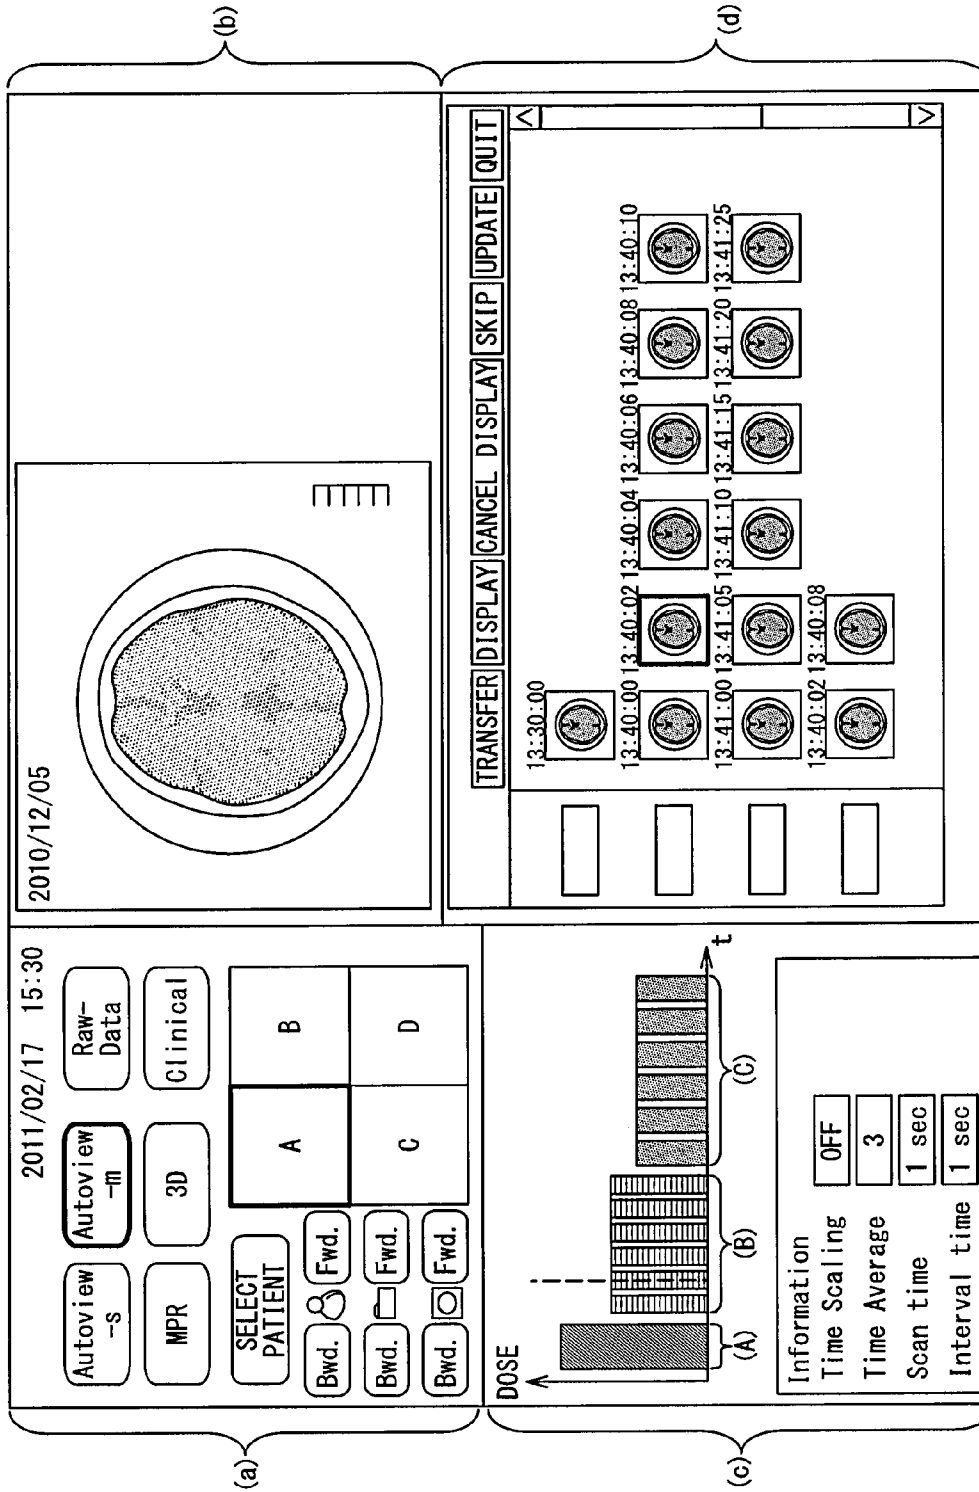 (a)
2011/02/17 15:30
Autoview
-s
Autoview
-m
Raw-
Data
MPR
3D
Clinical
SELECT
PATIENT
A
B
C
D
Bwd.
Fwd.
Bwd.
Fwd.
Bwd.
Fwd.
(b)
2010/12/05
(c)
DOSE
t
(A)
(B)
(C)
Information
Time Scaling OFF
Time Average 3
Scan time 1 sec
Interval time 1 sec
(d)
TRANSFER DISPLAY CANCEL DISPLAY SKIP UPDATE QUIT
13:30:00
13:40:00 13:40:02 13:40:04 13:40:06 13:40:08 13:40:10
13:41:00 13:41:05 13:41:10 13:41:15 13:41:20 13:41:25
13:40:02 13:40:08